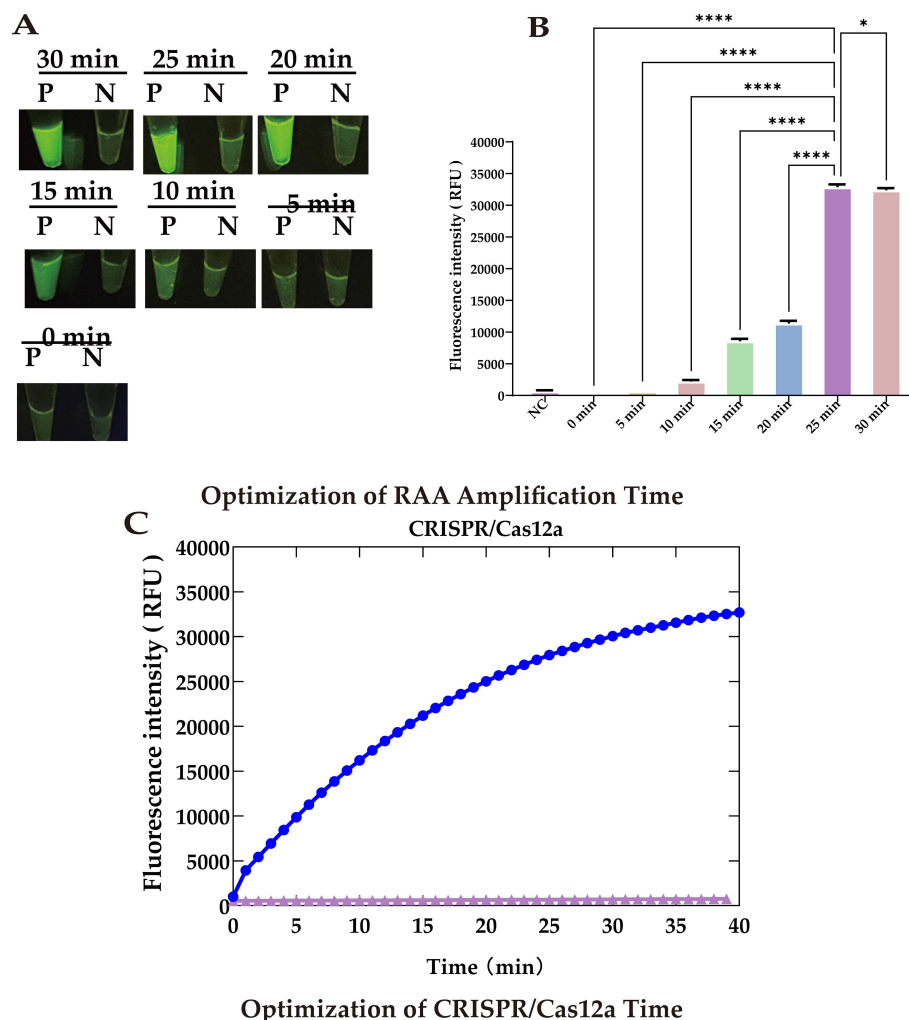 A
30 min 25 min 20 min
P N P N P N
15 min 10 min 5 min
P N P N P N
0 min
P N
B
**** *
****
****
****
****
Fluorescence intensity ( RFU )
40000
35000
30000
25000
20000
15000
10000
5000
0
NC 0 min 5 min 10 min 15 min 20 min 25 min 30 min
Optimization of RAA Amplification Time
C
CRISPR/Cas12a
Fluorescence intensity ( RFU )
40000
35000
30000
25000
20000
15000
10000
5000
0
0 5 10 15 20 25 30 35 40
Time (min)
Optimization of CRISPR/Cas12a Time